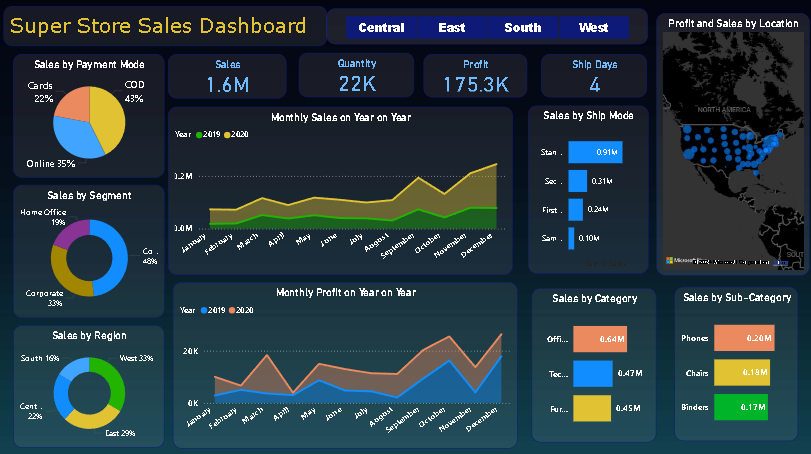 Super Store Sales Dashboard
Central East South West
Profit and Sales by Location
NORTH AMERICA
SOUT
Sales by Payment Mode
Cards
22%
COD
43%
Online 35%
Sales
1.6M
Quantity
22K
Profit
175.3K
Ship Days
4
Monthly Sales on Year on Year
Year 2019 2020
0.2M
0.0M
January February March April May June July August September October November December
Sales by Ship Mode
Stan... 0.91M
Sec... 0.31M
First... 0.24M
Sam... 0.10M
Sales by Segment
Home Office
19%
Co...
48%
Corporate
33%
Monthly Profit on Year on Year
Year 2019 2020
20K
0K
January February March April May June July August September October November December
Sales by Category
Offi... 0.64M
Tec... 0.47M
Fur... 0.45M
Sales by Sub-Category
Phones 0.20M
Chairs 0.18M
Binders 0.17M
Sales by Region
South 16%
West 33%
Cent...
22%
East 29%